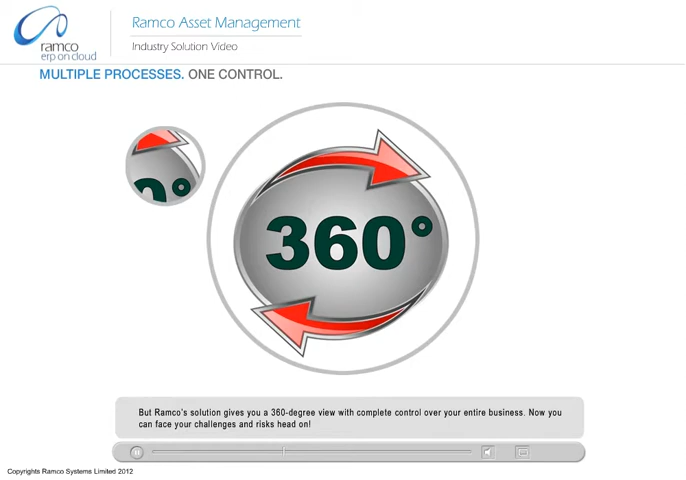 ramco
erp on cloud
Ramco Asset Management
Industry Solution Video
MULTIPLE PROCESSES. ONE CONTROL.
0°
360°
But Ramco's solution gives you a 360-degree view with complete control over your entire business. Now you
can face your challenges and risks head on!
Copyrights Ramco Systems Limited 2012